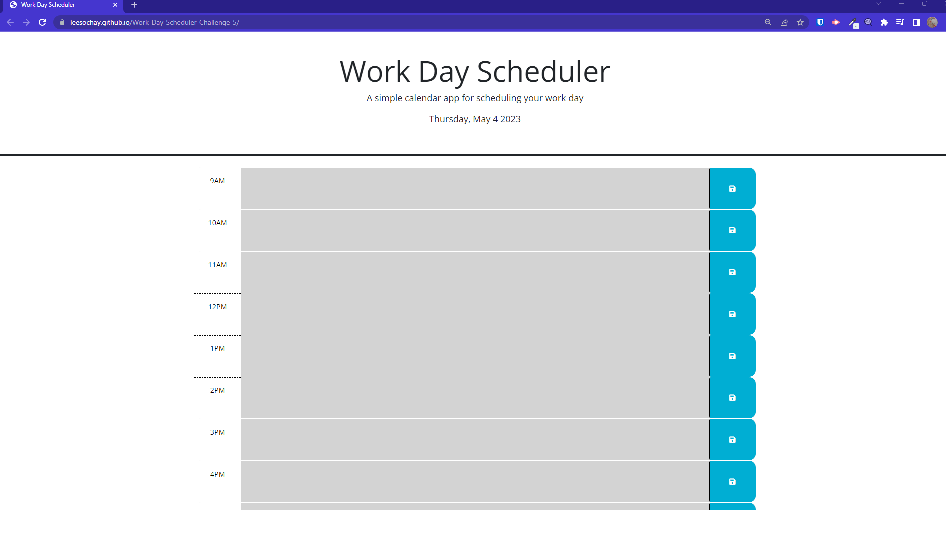 Work Day Scheduler
leesochay.github.io/Work-Day-Scheduler-Challenge-5/
Work Day Scheduler
A simple calendar app for scheduling your work day
Thursday, May 4 2023
9AM
10AM
11AM
12PM
1PM
2PM
3PM
4PM